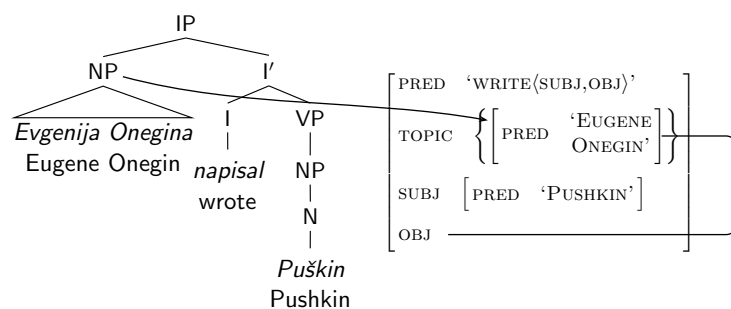 IP
NP I′
Evgenija Onegina
Eugene Onegin
I VP
napisal
wrote
NP
N
Puškin
Pushkin
PRED ‘WRITE⟨SUBJ,OBJ⟩’
TOPIC { [ PRED ‘EUGENE
ONEGIN’ ] }
SUBJ [ PRED ‘PUSHKIN’ ]
OBJ